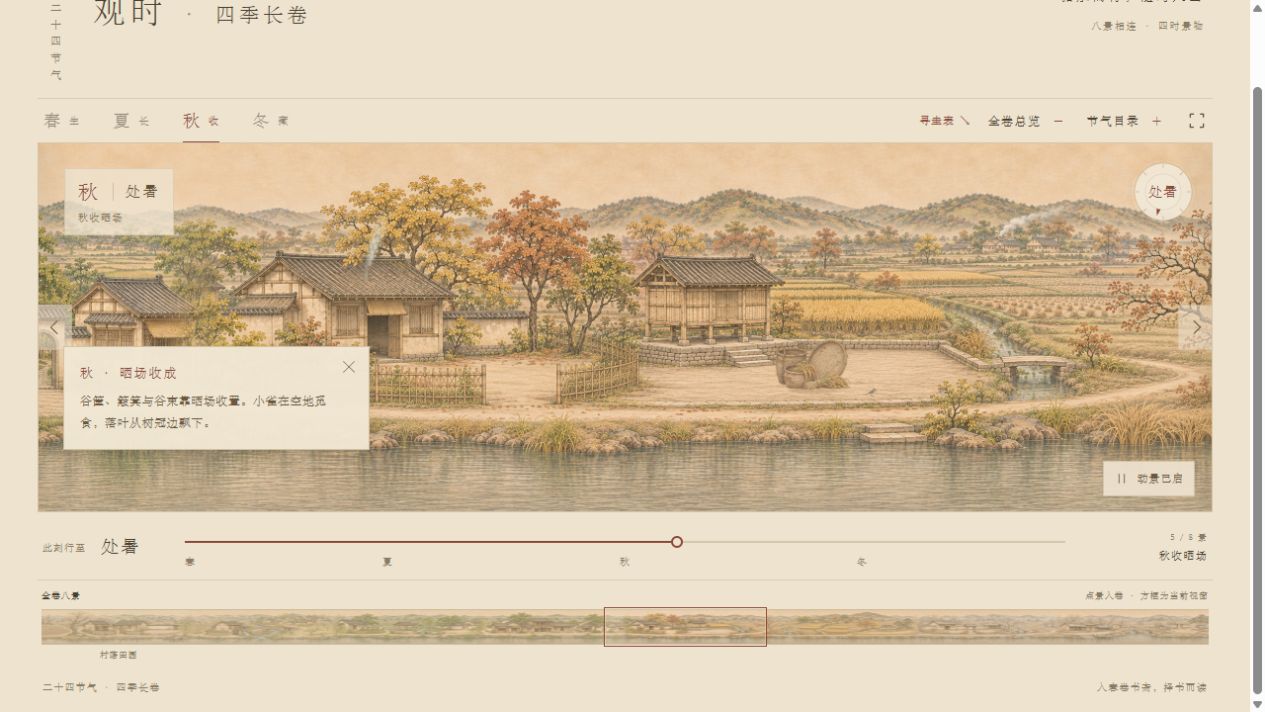 二十四节气
观时 · 四季长卷
八景相连 · 四时景物
春 生
夏 长
秋 收
冬 藏
寻虫表
全卷总览
节气目录
秋 处暑
秋收晒场
处暑
秋 · 晒场收成
谷筐、簸箕与谷束靠晒场收置。小雀在空地觅
食，落叶从树冠边飘下。
动景已启
此刻行至 处暑
春 夏 秋 冬
5 / 8 景
秋收晒场
全卷八景
点景入卷 · 方框为当前视窗
村落田园
二十四节气 · 四季长卷
入春卷书斋，择书而读